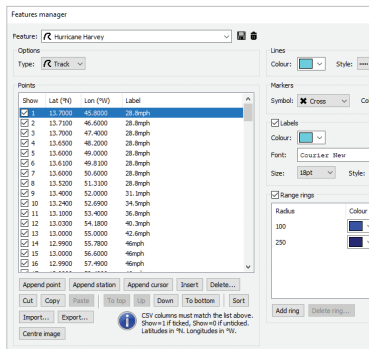 Features manager
Feature: Hurricane Harvey
Options
Type: Track
Points
Show Lat (ºN) Lon (ºW) Label
1 13.7000 45.8000 28.8mph
2 13.7100 46.6000 28.8mph
3 13.7000 47.4000 28.8mph
4 13.6500 48.2000 28.8mph
5 13.6000 49.0000 28.8mph
6 13.6100 49.8100 28.8mph
7 13.6000 50.6000 28.8mph
8 13.5200 51.3100 28.8mph
9 13.4000 52.0000 31.1mph
10 13.2400 52.6900 34.5mph
11 13.1000 53.4000 36.8mph
12 13.0300 54.1800 40.3mph
13 13.0000 55.0000 42.6mph
14 12.9900 55.7800 46mph
15 13.0000 56.6000 46mph
16 12.9900 57.4900 46mph
Append point Append station Append cursor Insert Delete...
Cut Copy Paste To top Up Down To bottom Sort
Import... Export...
CSV columns must match the list above.
Show=1 if ticked, Show=0 if unticked.
Latitudes in ºN. Longitudes in ºW.
Centre image
Lines
Colour: Style:
Markers
Symbol: Cross Co
Labels
Colour:
Font: Courier New
Size: 18pt Style:
Range rings
Radius Colour
100
250
Add ring Delete ring...